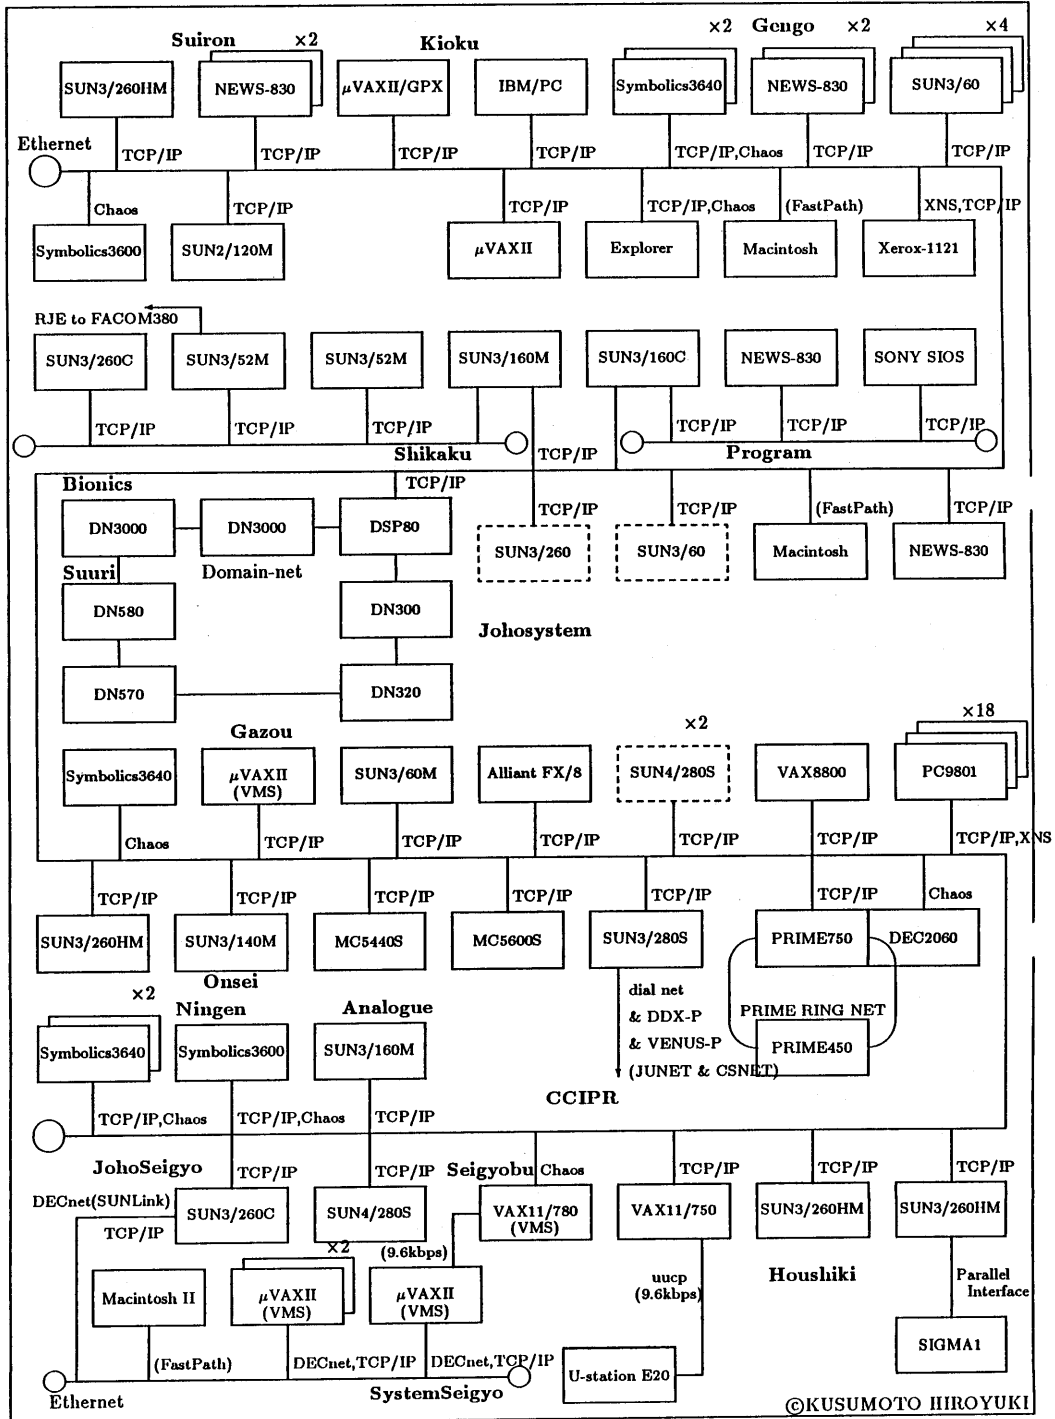 ×2 Gengo ×2 ×4
Suiron ×2 Kioku
SUN3/260HM NEWS-830 μVAXII/GPX IBM/PC Symbolics3640 NEWS-830 SUN3/60
Ethernet
TCP/IP TCP/IP TCP/IP TCP/IP TCP/IP,Chaos TCP/IP TCP/IP
Chaos TCP/IP TCP/IP TCP/IP,Chaos (FastPath) XNS,TCP/IP
Symbolics3600 SUN2/120M μVAXII Explorer Macintosh Xerox-1121
RJE to FACOM380
SUN3/260C SUN3/52M SUN3/52M SUN3/160M SUN3/160C NEWS-830 SONY SIOS
TCP/IP TCP/IP TCP/IP TCP/IP TCP/IP TCP/IP
Shikaku TCP/IP Program
Bionics TCP/IP
TCP/IP TCP/IP (FastPath) TCP/IP
DN3000 DN3000 DSP80
SUN3/260 SUN3/60 Macintosh NEWS-830
Suuri Domain-net
DN580 DN300
Johosystem
DN570 DN320
Gazou ×2 ×18
Symbolics3640 μVAXII SUN3/60M Alliant FX/8 SUN4/280S VAX8800 PC9801
(VMS)
Chaos TCP/IP TCP/IP TCP/IP TCP/IP TCP/IP TCP/IP,XNS
TCP/IP TCP/IP TCP/IP TCP/IP TCP/IP TCP/IP Chaos
SUN3/260HM SUN3/140M MC5440S MC5600S SUN3/280S PRIME750 DEC2060
Onsei
×2 Ningen Analogue
dial net
& DDX-P
PRIME RING NET
& VENUS-P
Symbolics3640 Symbolics3600 SUN3/160M PRIME450
(JUNET & CSNET)
CCIPR
TCP/IP,Chaos TCP/IP,Chaos TCP/IP
JohoSeigyo TCP/IP TCP/IP Seigyobu Chaos TCP/IP TCP/IP TCP/IP
DECnet(SUNLink)
SUN3/260C SUN4/280S VAX11/780 VAX11/750 SUN3/260HM SUN3/260HM
(VMS)
TCP/IP
×2 (9.6kbps)
uucp
(9.6kbps)
Houshiki
Parallel
Interface
Macintosh II μVAXII μVAXII
(VMS) (VMS)
SIGMA1
(FastPath) DECnet,TCP/IP DECnet,TCP/IP
U-station E20
Ethernet SystemSeigyo
©KUSUMOTO HIROYUKI